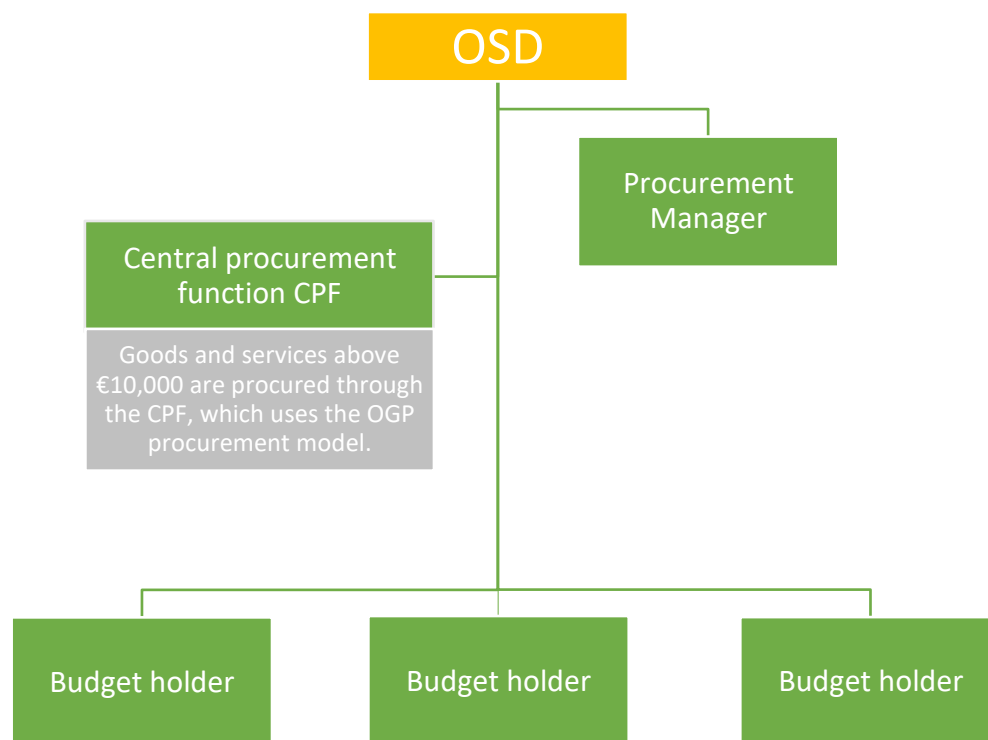 OSD
Procurement
Manager
Central procurement
function CPF
Goods and services above
€10,000 are procured through
the CPF, which uses the OGP
procurement model.
Budget holder
Budget holder
Budget holder